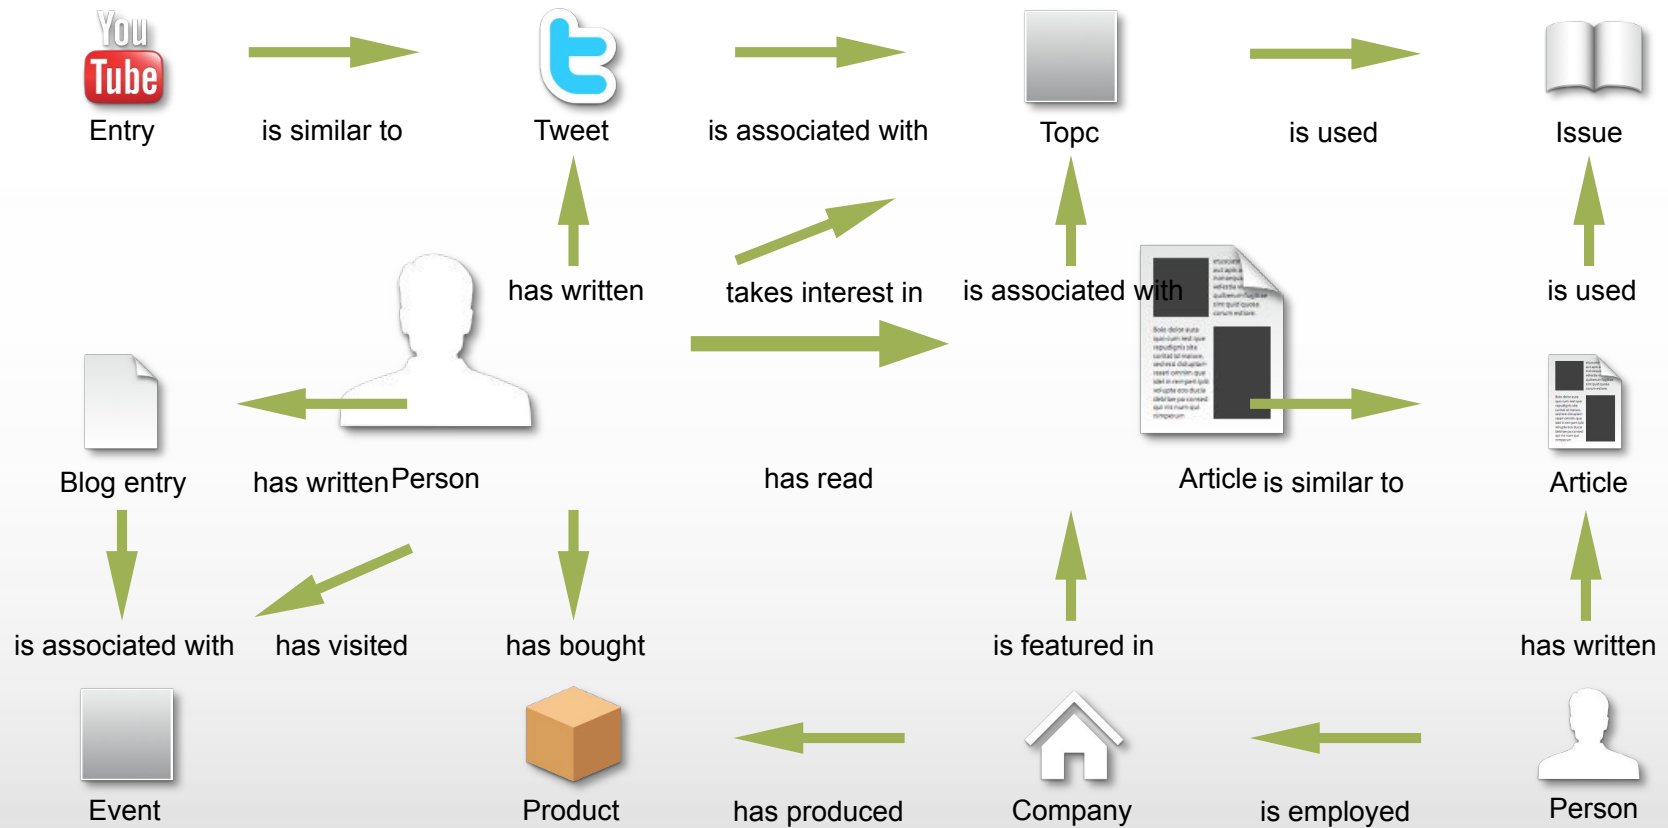 You
Tube
Entry
is similar to
Tweet
is associated with
Topc
is used
Issue
has written
takes interest in
is associated with
is used
Blog entry
has written
Person
has read
Article
is similar to
Article
is associated with
has visited
has bought
is featured in
has written
Event
Product
has produced
Company
is employed
Person